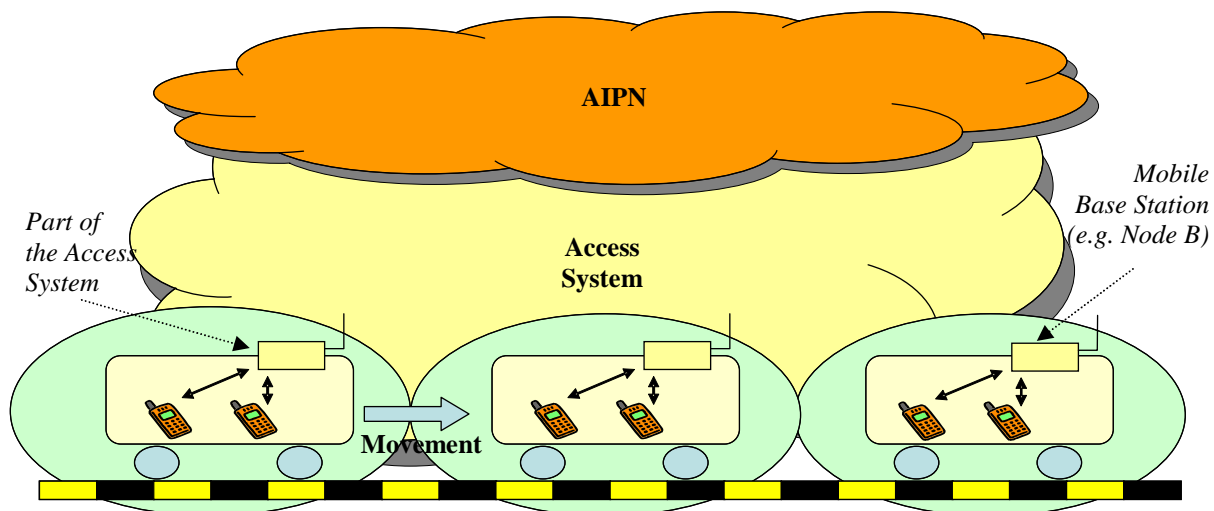 AIPN
Mobile
Base Station
(e.g. Node B)
Part of
the Access
System
Access
System
Movement